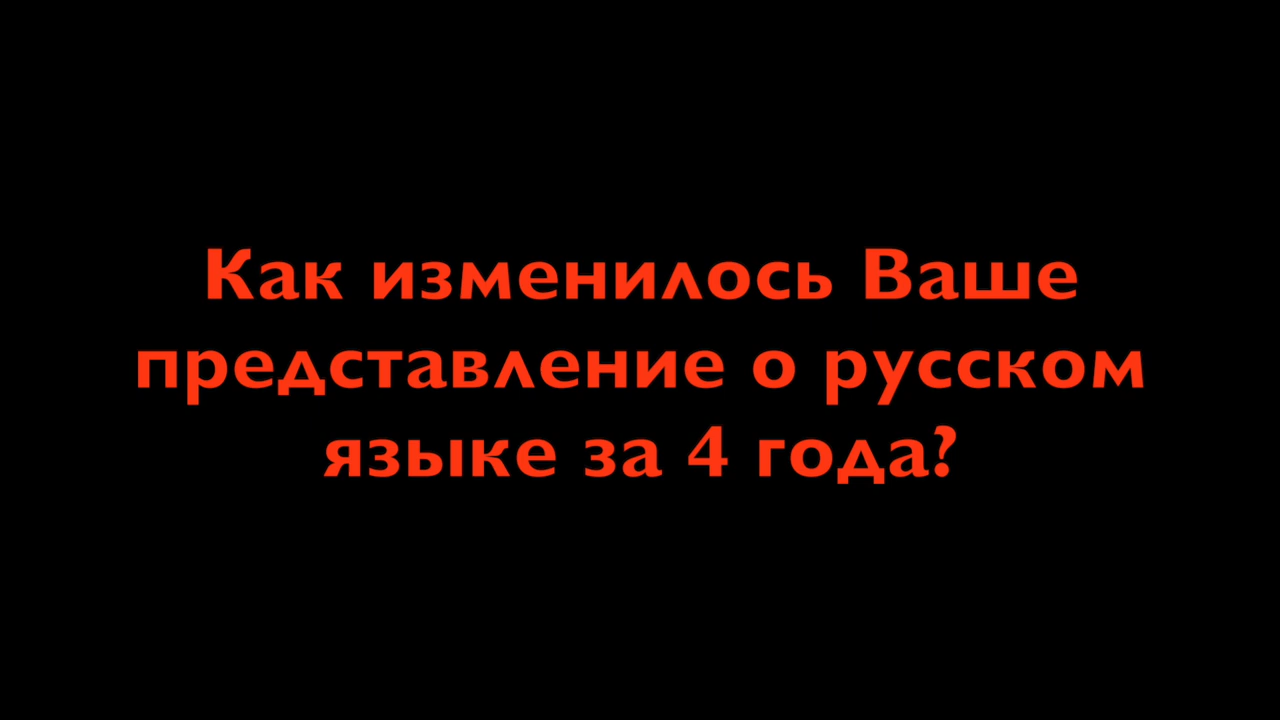 Как изменилось Ваше
представление о русском
языке за 4 года?